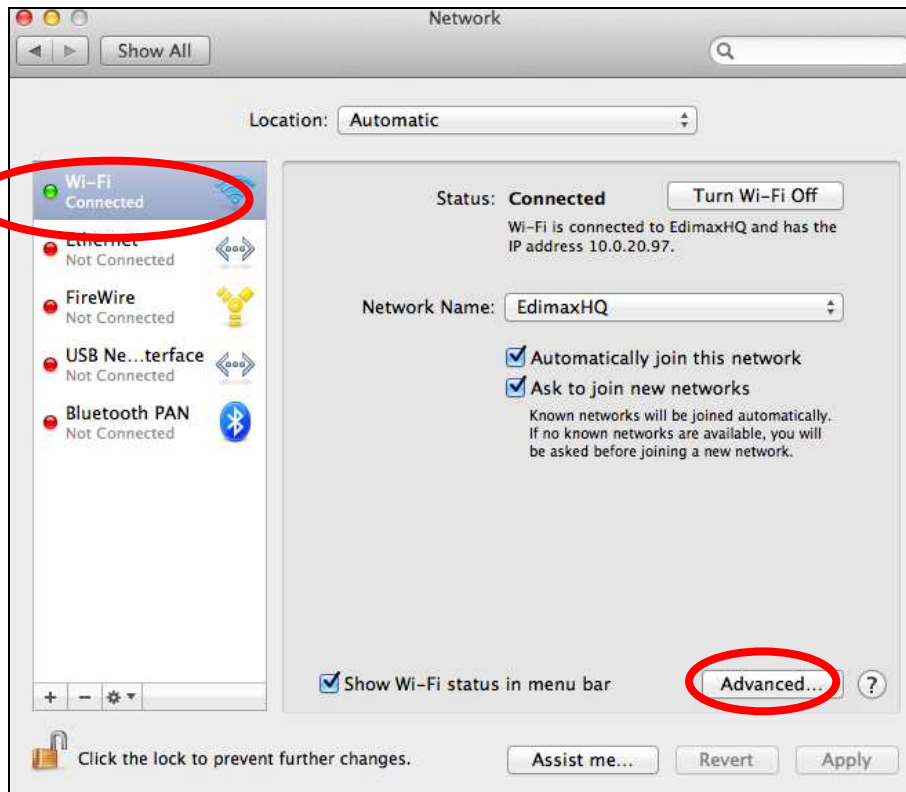 Network
Show All
Location: Automatic
Wi-Fi
Connected
Ethernet
Not Connected
FireWire
Not Connected
USB Ne...terface
Not Connected
Bluetooth PAN
Not Connected
Status: Connected
Turn Wi-Fi Off
Wi-Fi is connected to EdimaxHQ and has the
IP address 10.0.20.97.
Network Name: EdimaxHQ
Automatically join this network
Ask to join new networks
Known networks will be joined automatically.
If no known networks are available, you will
be asked before joining a new network.
Show Wi-Fi status in menu bar
Advanced...
?
Click the lock to prevent further changes.
Assist me...
Revert
Apply